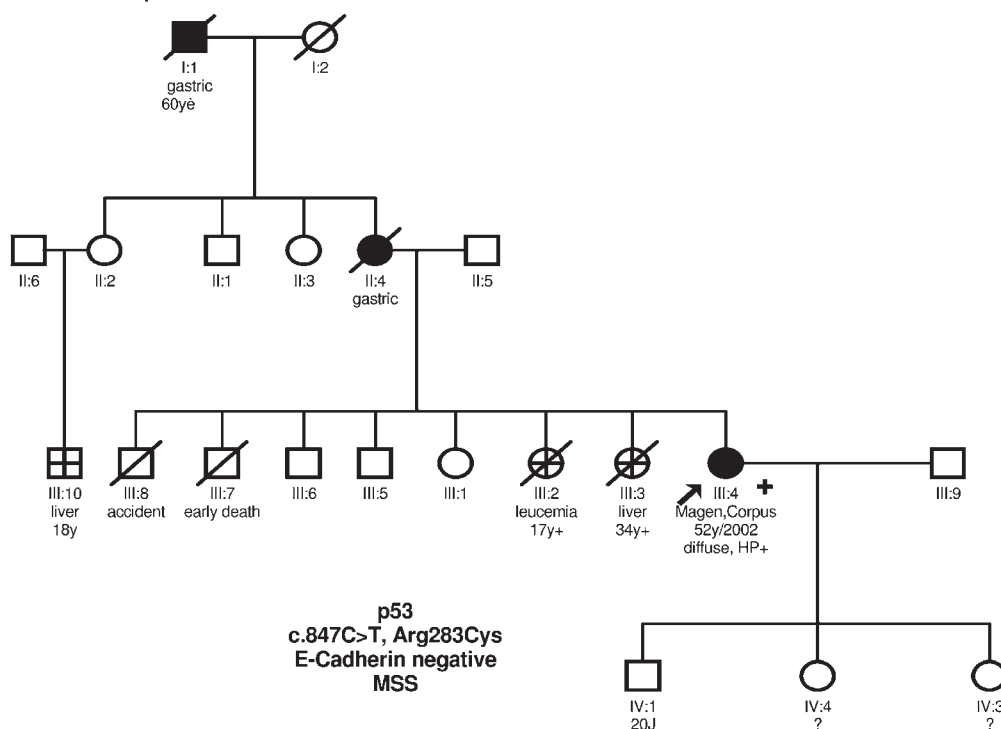 I:1
gastric
60yè
I:2
II:6
II:2
II:1
II:3
II:4
gastric
II:5
III:10
liver
18y
III:8
accident
III:7
early death
III:6
III:5
III:1
III:2
leucemia
17y+
III:3
liver
34y+
III:4
+
Magen,Corpus
52y/2002
diffuse, HP+
III:9
p53
c.847C>T, Arg283Cys
E-Cadherin negative
MSS
IV:1
20J
IV:4
?
IV:3
?